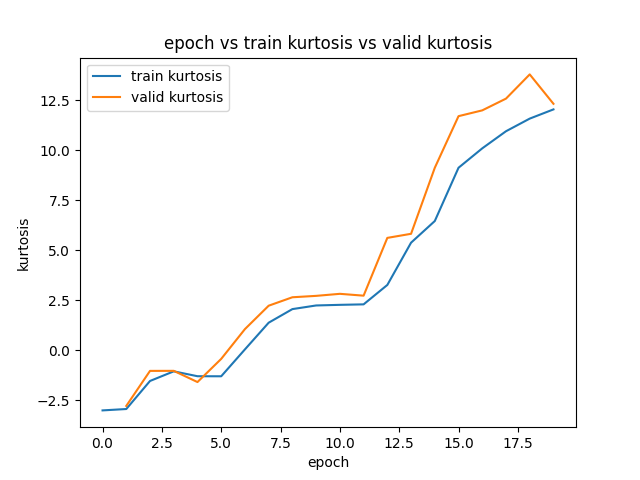 epoch vs train kurtosis vs valid kurtosis
train kurtosis
valid kurtosis
12.5
10.0
7.5
5.0
2.5
0.0
−2.5
kurtosis
0.0 2.5 5.0 7.5 10.0 12.5 15.0 17.5
epoch